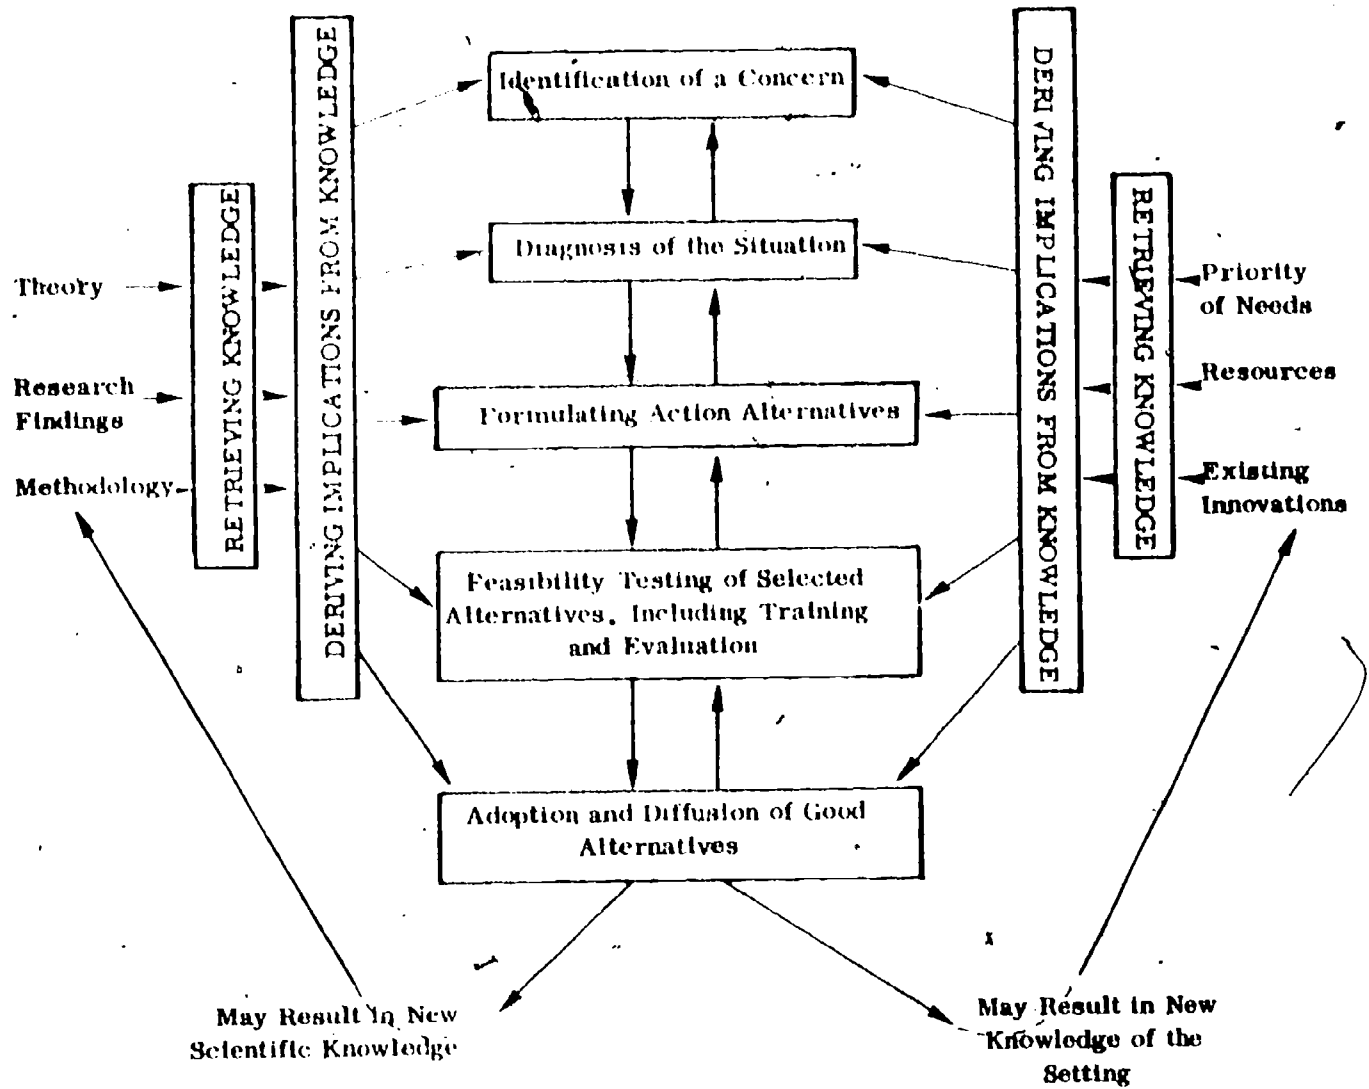 Identification of a Concern
Diagnosis of the Situation
Formulating Action Alternatives
Feasibility Testing of Selected
Alternatives, Including Training
and Evaluation
Adoption and Diffusion of Good
Alternatives
Theory
Research
Findings
Methodology
RETRIEVING KNOWLEDGE
DERIVING IMPLICATIONS FROM KNOWLEDGE
DERIVING IMPLICATIONS FROM KNOWLEDGE
RETRIEVING KNOWLEDGE
Priority
of Needs
Resources
Existing
Innovations
May Result in New
Scientific Knowledge
May Result in New
Knowledge of the
Setting